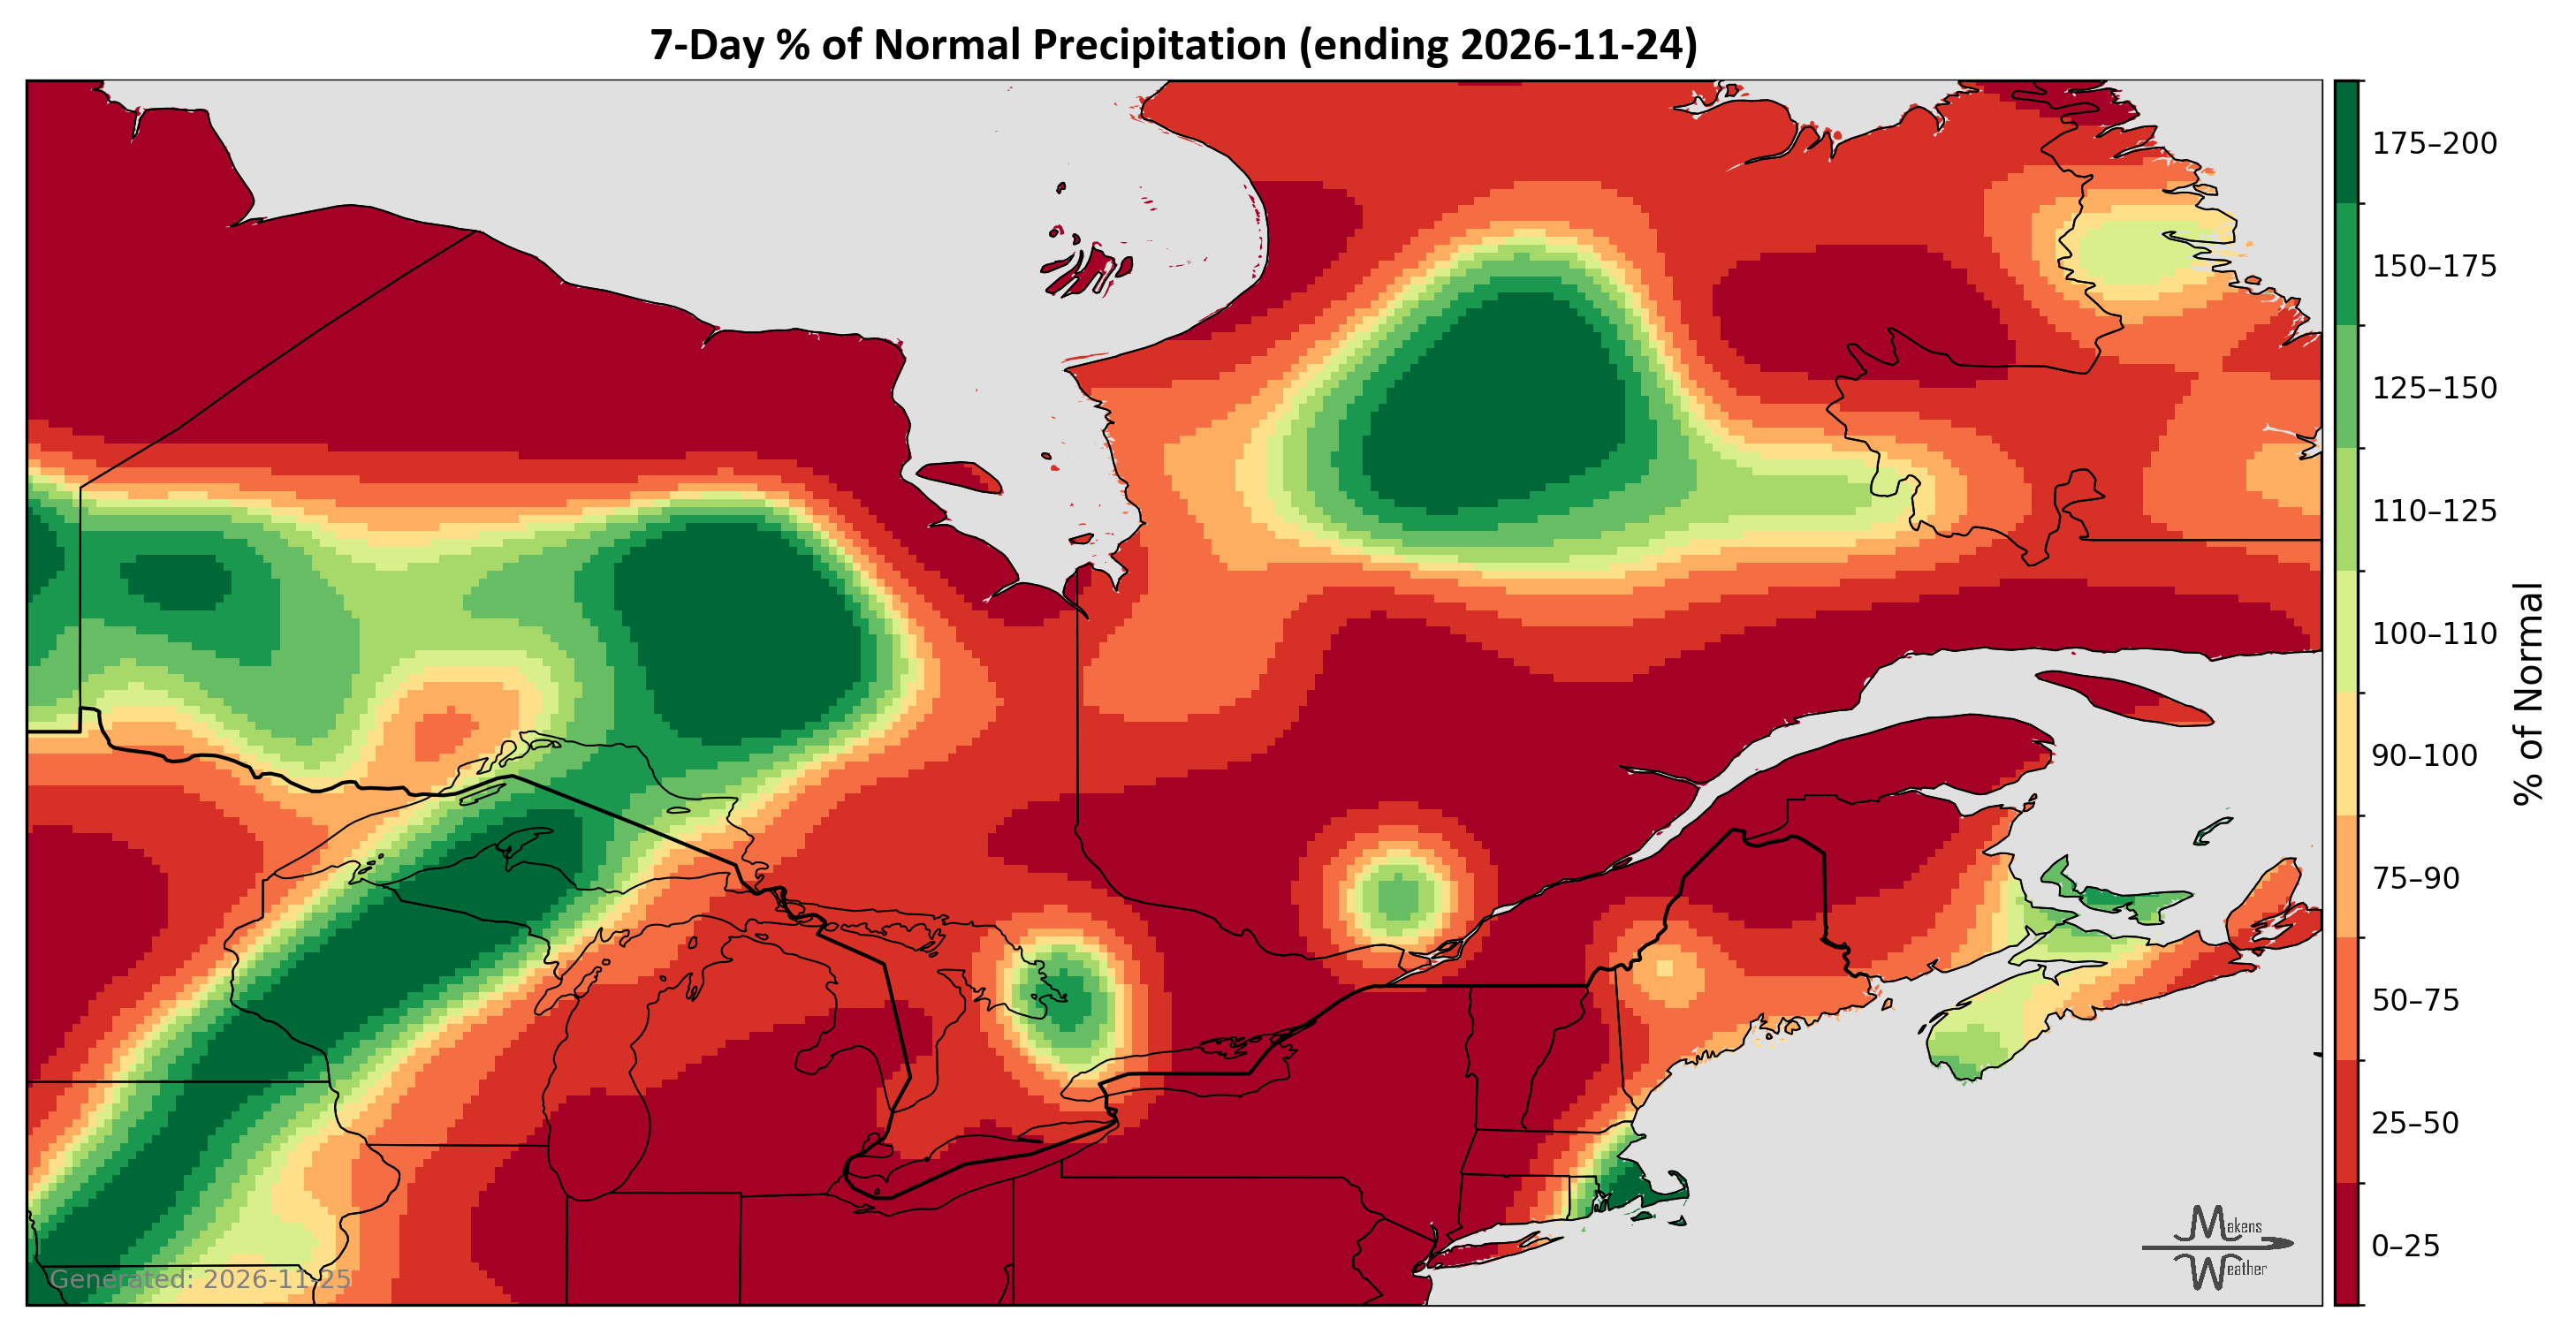 7-Day % of Normal Precipitation (ending 2026-11-24)
175–200
150–175
125–150
110–125
100–110
90–100
75–90
50–75
25–50
0–25
% of Normal
Makens
Weather
Generated: 2026-11-25